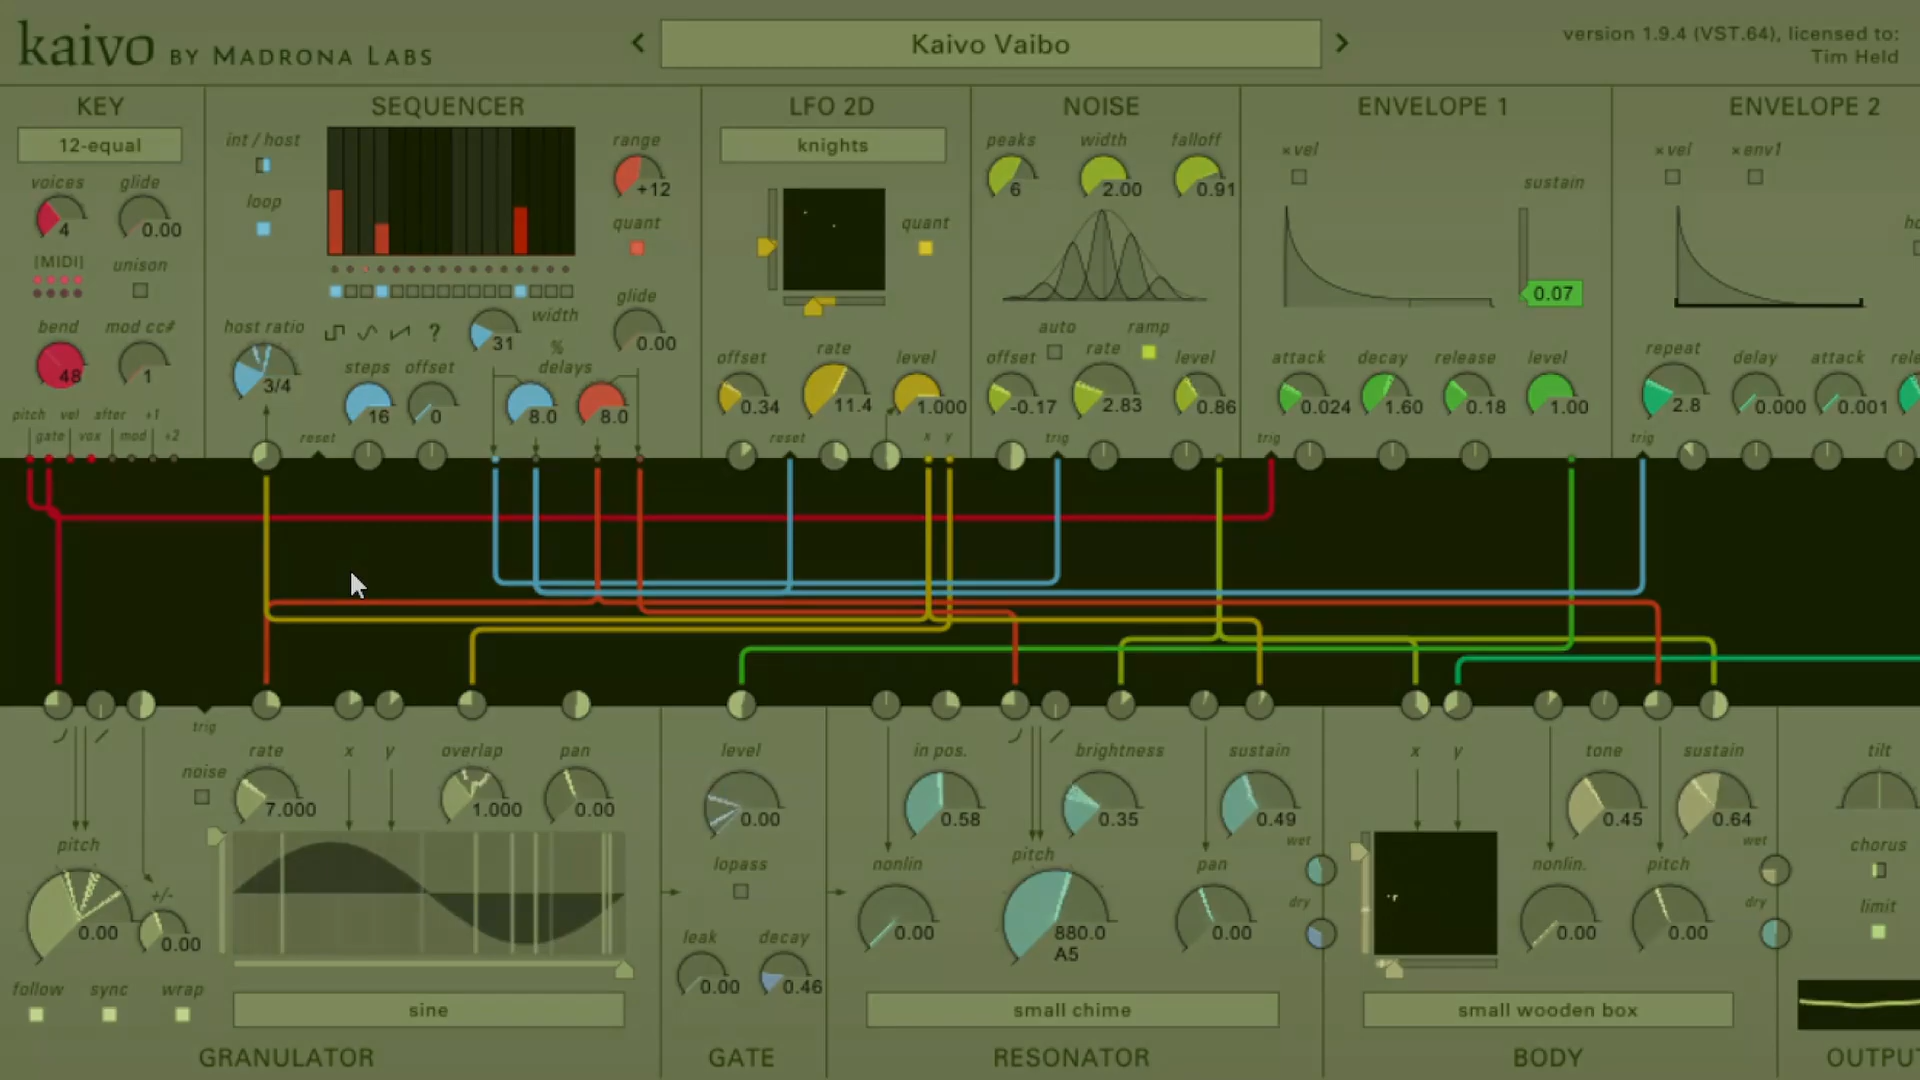 kaivo BY MADRONA LABS
Kaivo Vaibo
version 1.9.4 (VST.64), licensed to:
Tim Held
KEY
12-equal
voices glide
4 0.00
[MIDI] unison
bend mod cc#
48 1
pitch vel after +1
gate vox mod +2
SEQUENCER
int / host
loop
range
+12
quant
glide
0.00
host ratio
3/4
?
width
31
%
steps offset delays
16 0 8.0 8.0
reset
LFO 2D
knights
quant
offset rate level
0.34 11.4 1.000
reset x y
NOISE
peaks width falloff
6 2.00 0.91
auto ramp
offset rate level
-0.17 2.83 0.86
trig
ENVELOPE 1
× vel
sustain
0.07
attack decay release level
0.024 1.60 0.18 1.00
trig
ENVELOPE 2
× vel × env1
repeat delay attack
2.8 0.000 0.001
trig
trig
noise
rate x y overlap pan
7.000 1.000 0.00
pitch
0.00
+/-
0.00
follow sync wrap
sine
GRANULATOR
level
0.00
lopass
leak decay
0.00 0.46
GATE
in pos. brightness sustain
0.58 0.35 0.49
nonlin pitch pan
0.00 880.0 0.00
A5
wet
dry
small chime
RESONATOR
x y tone sustain
0.45 0.64
nonlin. pitch
0.00 0.00
wet
dry
small wooden box
BODY
tilt
chorus
limit
OUTPUT